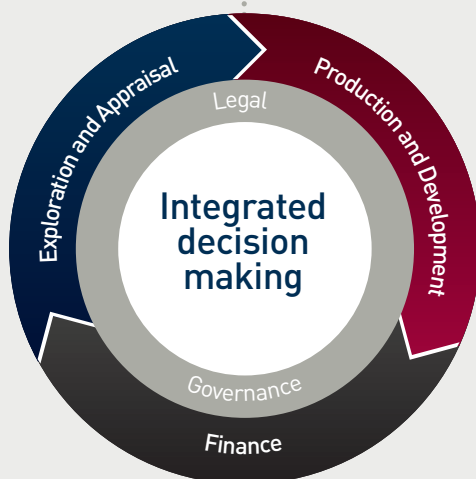 Exploration and Appraisal
Production and Development
Legal
Integrated
decision
making
Governance
Finance